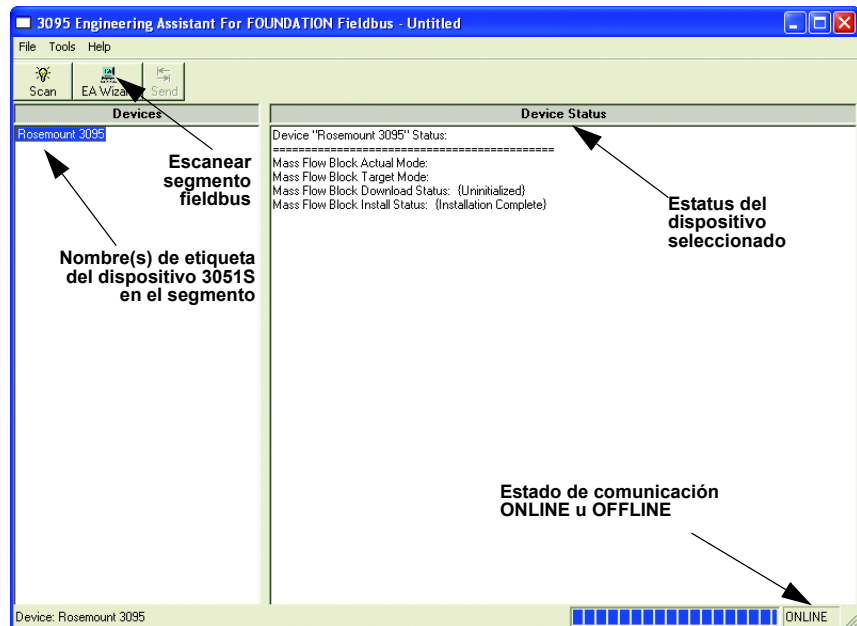 3095 Engineering Assistant For FOUNDATION Fieldbus - Untitled
File Tools Help
Scan EA Wizard Send
Devices
Device Status
Rosemount 3095
Device "Rosemount 3095" Status:
============================================
Mass Flow Block Actual Mode:
Mass Flow Block Target Mode:
Mass Flow Block Download Status: {Uninitialized}
Mass Flow Block Install Status: {Installation Complete}
Escanear
segmento
fieldbus
Estatus del
dispositivo
seleccionado
Nombre(s) de etiqueta
del dispositivo 3051S
en el segmento
Estado de comunicación
ONLINE u OFFLINE
Device: Rosemount 3095
ONLINE